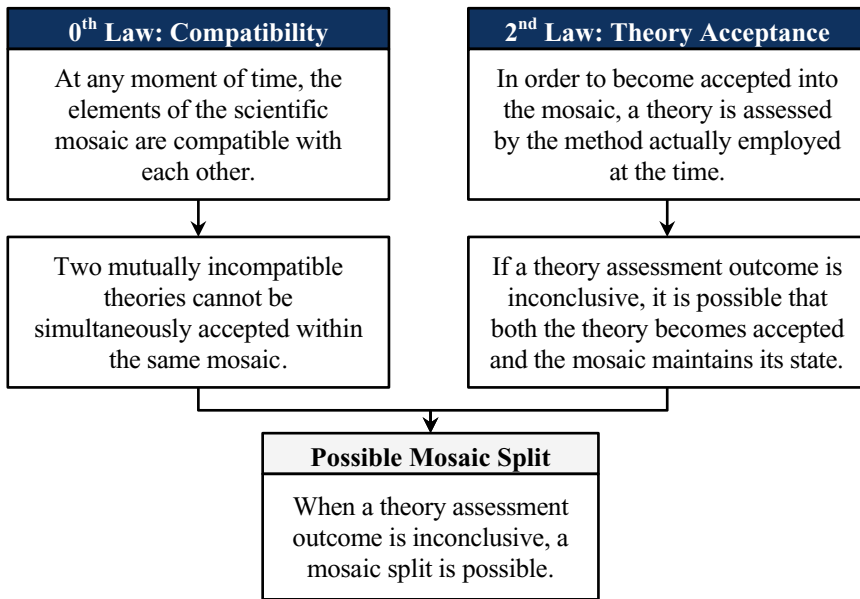 0th Law: Compatibility
At any moment of time, the
elements of the scientific
mosaic are compatible with
each other.
Two mutually incompatible
theories cannot be
simultaneously accepted within
the same mosaic.
2nd Law: Theory Acceptance
In order to become accepted into
the mosaic, a theory is assessed
by the method actually employed
at the time.
If a theory assessment outcome is
inconclusive, it is possible that
both the theory becomes accepted
and the mosaic maintains its state.
Possible Mosaic Split
When a theory assessment
outcome is inconclusive, a
mosaic split is possible.